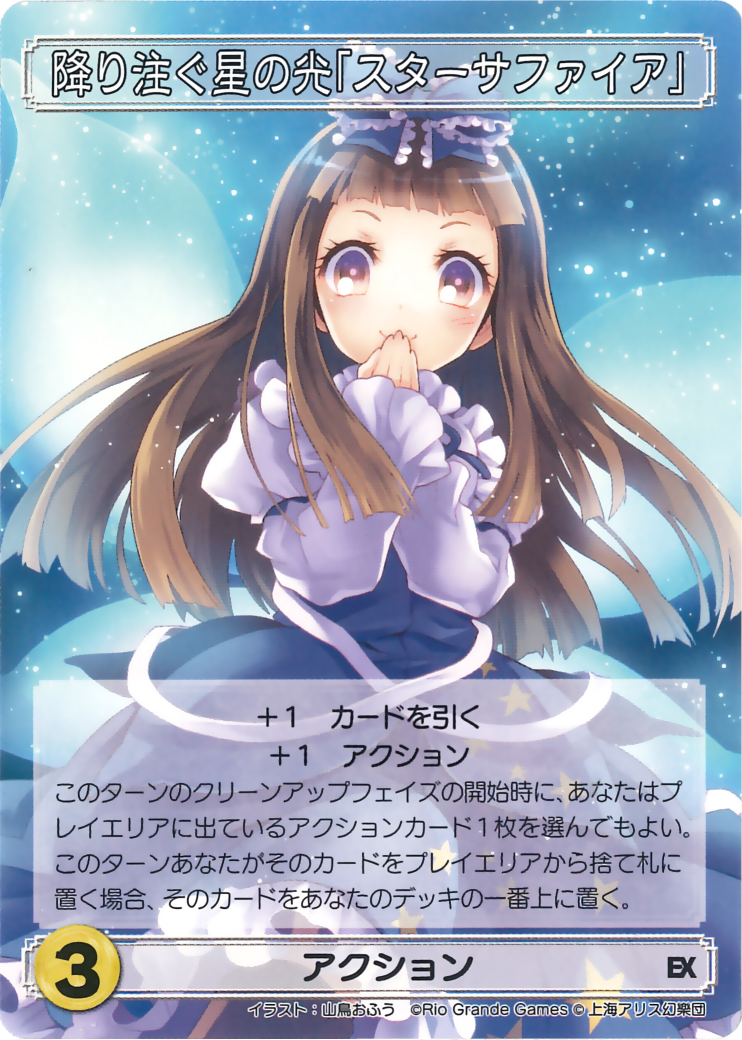 降り注ぐ星の光「スターサファイア」
＋１　カードを引く
＋１　アクション
このターンのクリーンアップフェイズの開始時に、あなたはプ
レイエリアに出ているアクションカード１枚を選んでもよい。
このターンあなたがそのカードをプレイエリアから捨て札に
置く場合、そのカードをあなたのデッキの一番上に置く。
3
アクション
EX
イラスト：山鳥おふう　©Rio Grande Games © 上海アリス幻樂団